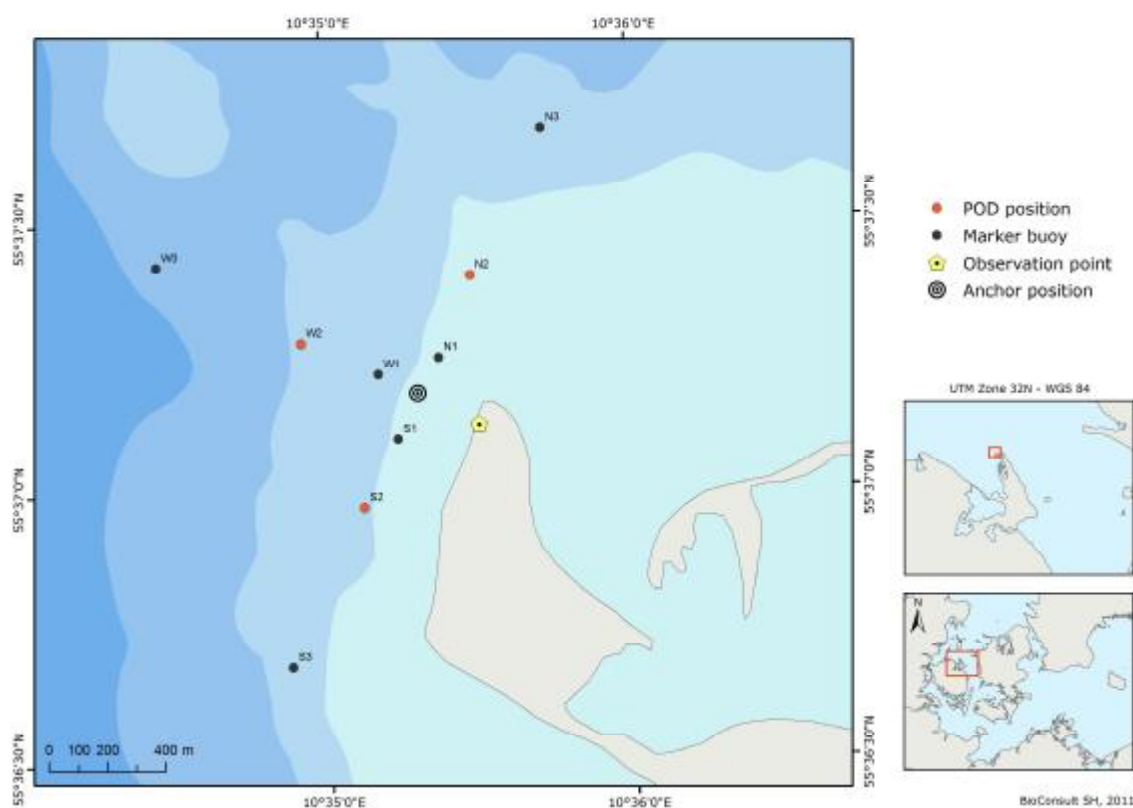 10°35'0"E
10°36'0"E
N3
55°37'30"N
55°37'30"N
POD position
Marker buoy
Observation point
Anchor position
W3
N2
W2
N1
W1
UTM Zone 32N - WGS 84
S1
55°37'0"N
55°37'0"N
S2
N
S3
0 100 200 400 m
55°36'30"N
55°36'30"N
10°35'0"E
10°36'0"E
BioConsult SH, 2011